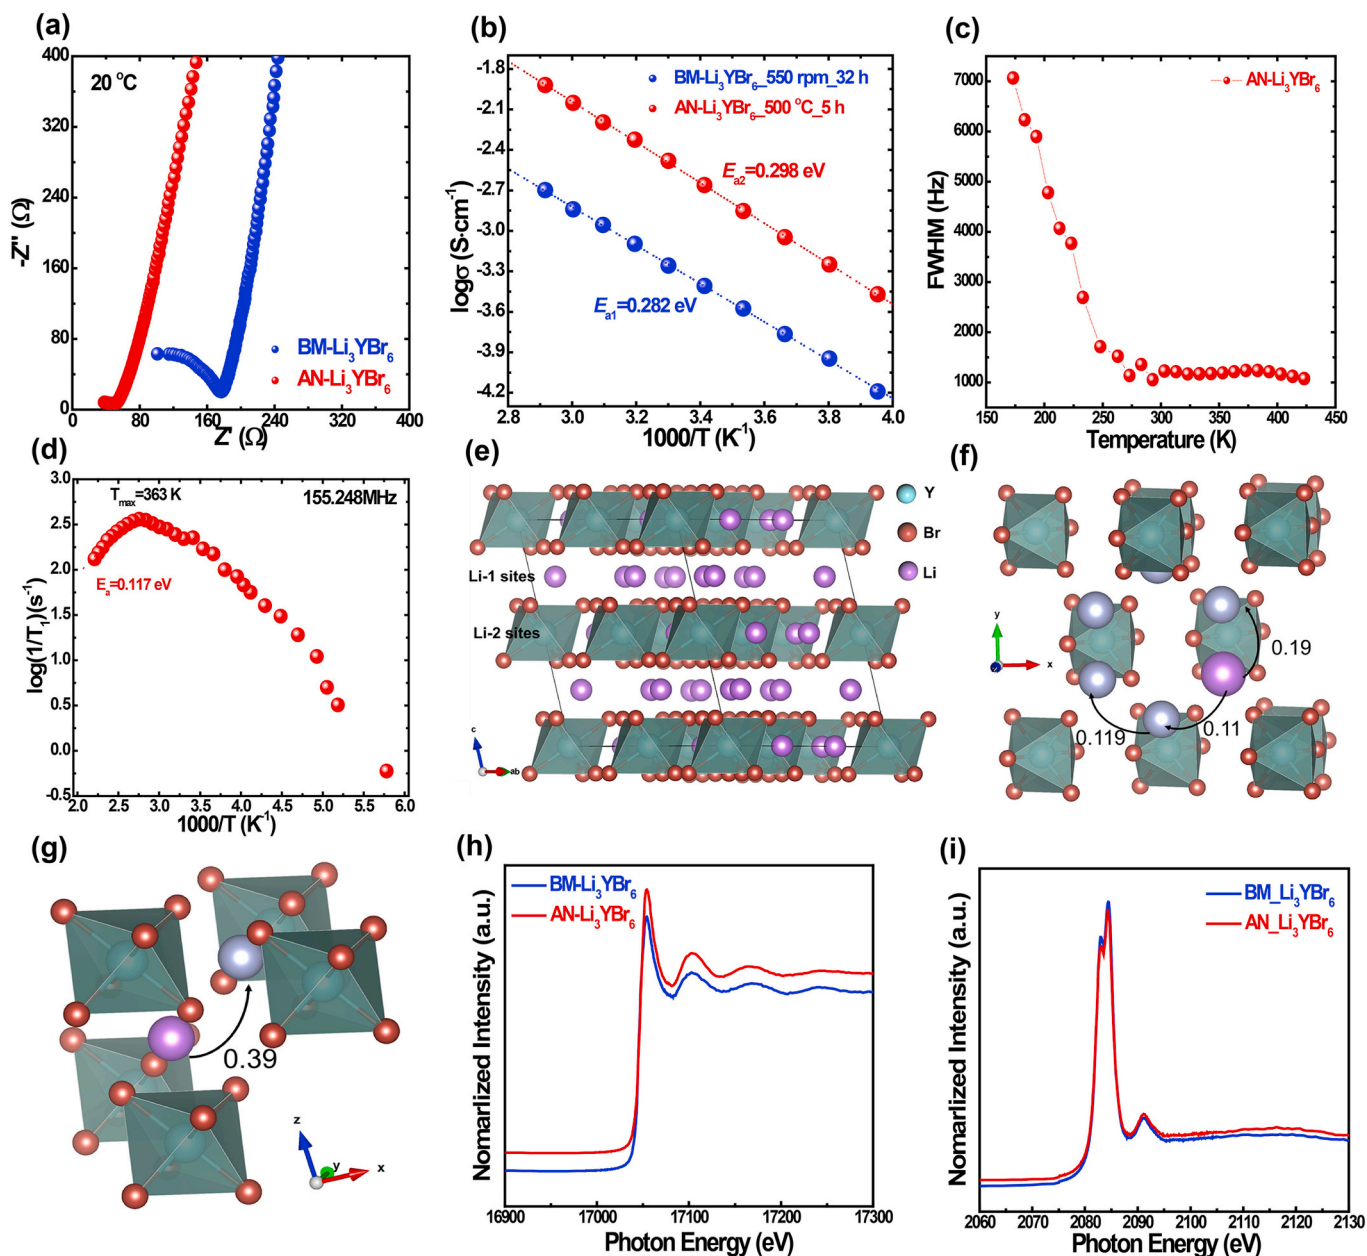 (a)
20 °C
-Z'' (Ω)
400
320
240
160
80
0
BM-Li₃YBr₆
AN-Li₃YBr₆
0 80 160 240 320 400
Z' (Ω)
(b)
logσ (S·cm⁻¹)
-1.8
-2.1
-2.4
-2.7
-3.0
-3.3
-3.6
-3.9
-4.2
BM-Li₃YBr₆_550 rpm_32 h
AN-Li₃YBr₆_500 °C_5 h
Eₐ₂=0.298 eV
Eₐ₁=0.282 eV
2.8 3.0 3.2 3.4 3.6 3.8 4.0
1000/T (K⁻¹)
(c)
FWHM (Hz)
7000
6000
5000
4000
3000
2000
1000
AN-Li₃YBr₆
150 200 250 300 350 400 450
Temperature (K)
(d)
log(1/T₁)(s⁻¹)
3.0
2.5
2.0
1.5
1.0
0.5
0.0
-0.5
Tmax=363 K
155.248MHz
Eₐ=0.117 eV
2.0 2.5 3.0 3.5 4.0 4.5 5.0 5.5 6.0
1000/T (K⁻¹)
(e)
Y
Br
Li
Li-1 sites
Li-2 sites
c
ab
(f)
y
x
0.19
0.119
0.11
(g)
0.39
z
y
x
(h)
Nomarlized Intensity (a.u.)
BM-Li₃YBr₆
AN-Li₃YBr₆
16900 17000 17100 17200 17300
Photon Energy (eV)
(i)
Nomarlized Intensity (a.u.)
BM_Li₃YBr₆
AN_Li₃YBr₆
2060 2070 2080 2090 2100 2110 2120 2130
Photon Energy (eV)